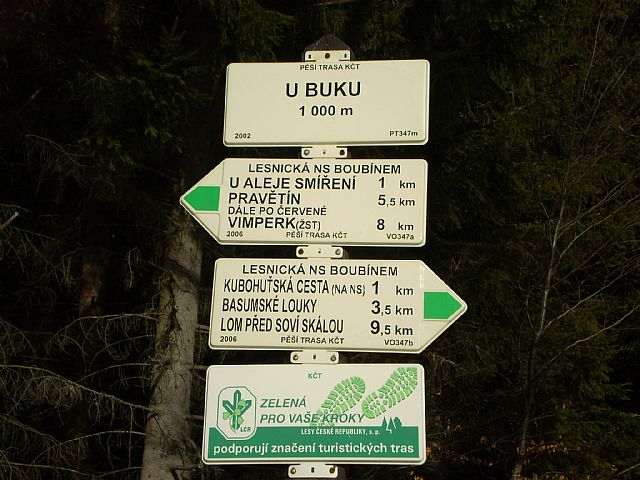 PĚŠÍ TRASA KČT
U BUKU
1 000 m
2002 PT347m
LESNICKÁ NS BOUBÍNEM
U ALEJE SMÍŘENÍ 1 km
PRAVĚTÍN 5,5 km
DÁLE PO ČERVENÉ
VIMPERK (ŽST) 8 km
2006 PĚŠÍ TRASA KČT VO347a
LESNICKÁ NS BOUBÍNEM
KUBOHUŤSKÁ CESTA (NA NS) 1 km
BASUMSKÉ LOUKY 3,5 km
LOM PŘED SOVÍ SKÁLOU 9,5 km
2006 PĚŠÍ TRASA KČT VO347b
KČT
ZELENÁ
PRO VAŠE KROKY
LČR
LESY ČESKÉ REPUBLIKY, s. p.
podporují značení turistických tras